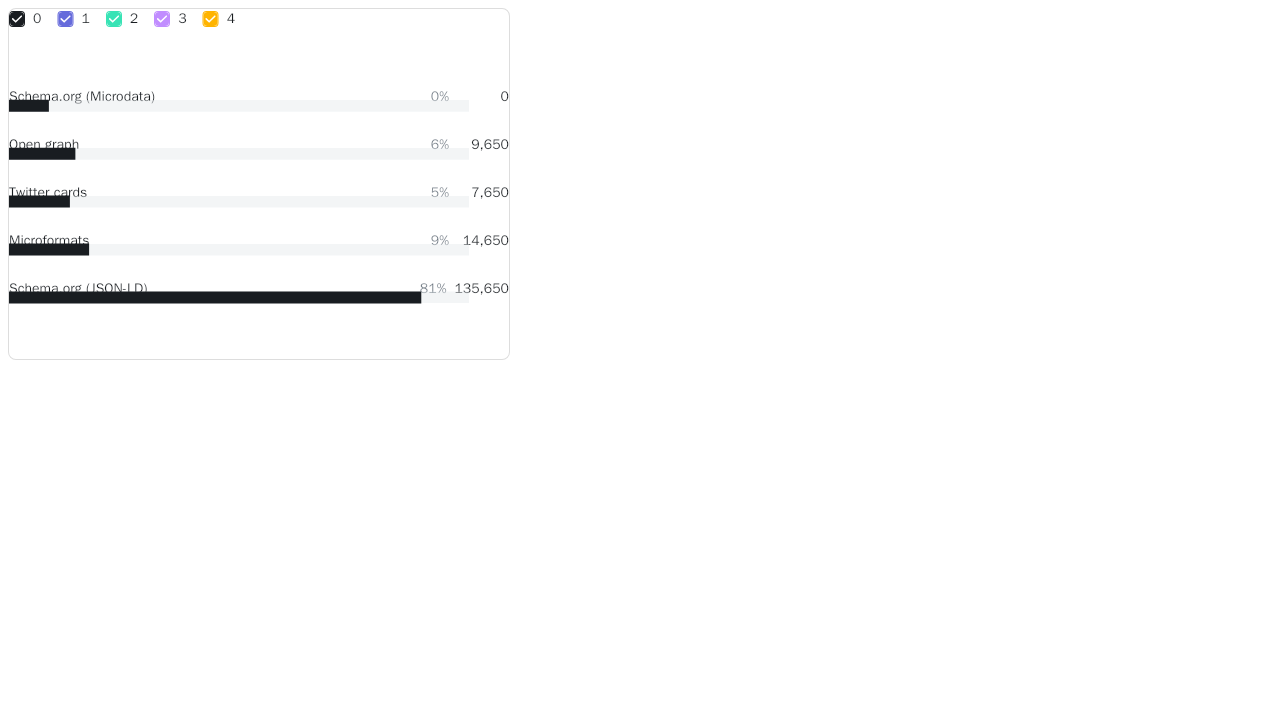 0 1 2 3 4
Schema.org (Microdata) 0% 0
Open graph 6% 9,650
Twitter cards 5% 7,650
Microformats 9% 14,650
Schema.org (JSON-LD) 81% 135,650